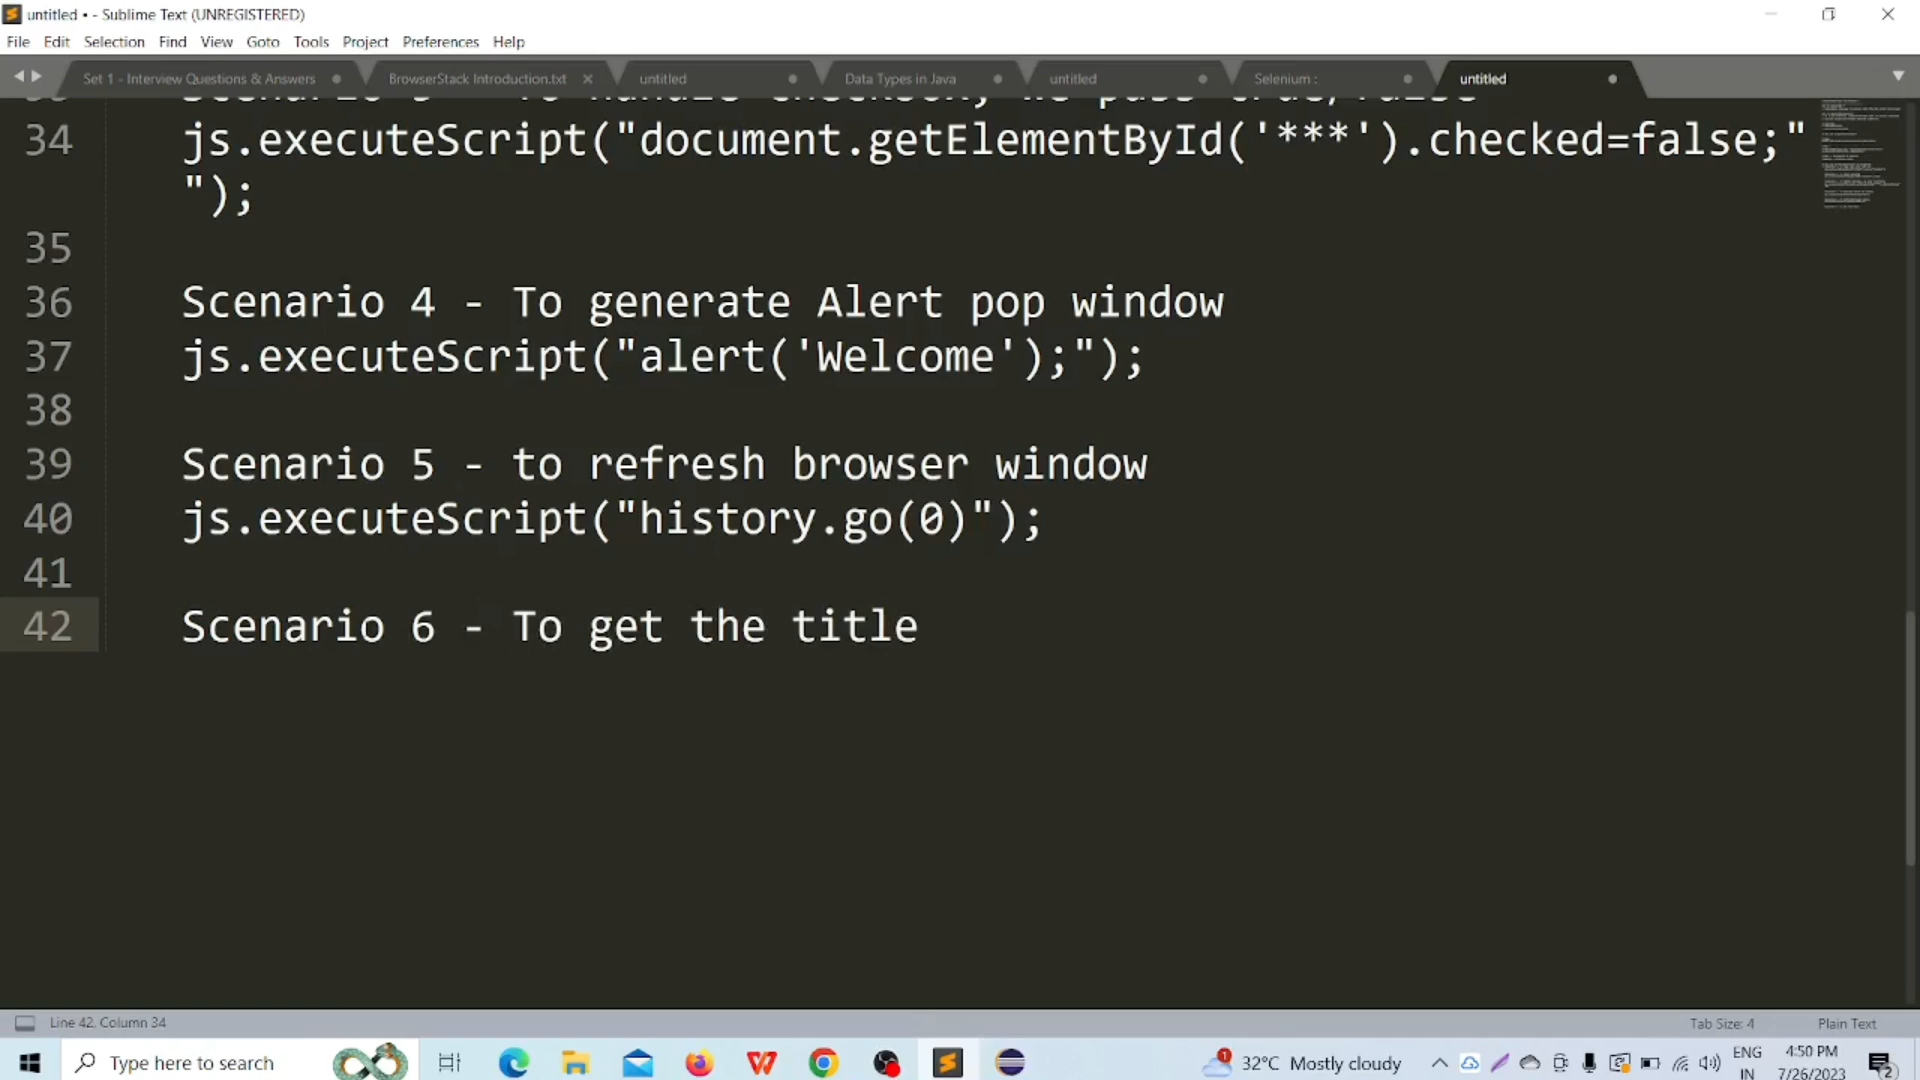 untitled • - Sublime Text (UNREGISTERED)
File Edit Selection Find View Goto Tools Project Preferences Help
Set 1 - Interview Questions & Answers BrowserStack Introduction.txt untitled Data Types in Java untitled Selenium : untitled
34 js.executeScript("document.getElementById('***').checked=false;"
");
35
36 Scenario 4 - To generate Alert pop window
37 js.executeScript("alert('Welcome');");
38
39 Scenario 5 - to refresh browser window
40 js.executeScript("history.go(0)");
41
42 Scenario 6 - To get the title
Line 42, Column 34 Tab Size: 4 Plain Text
Type here to search 1 32°C Mostly cloudy ENG 4:50 PM
IN 7/26/2023 2